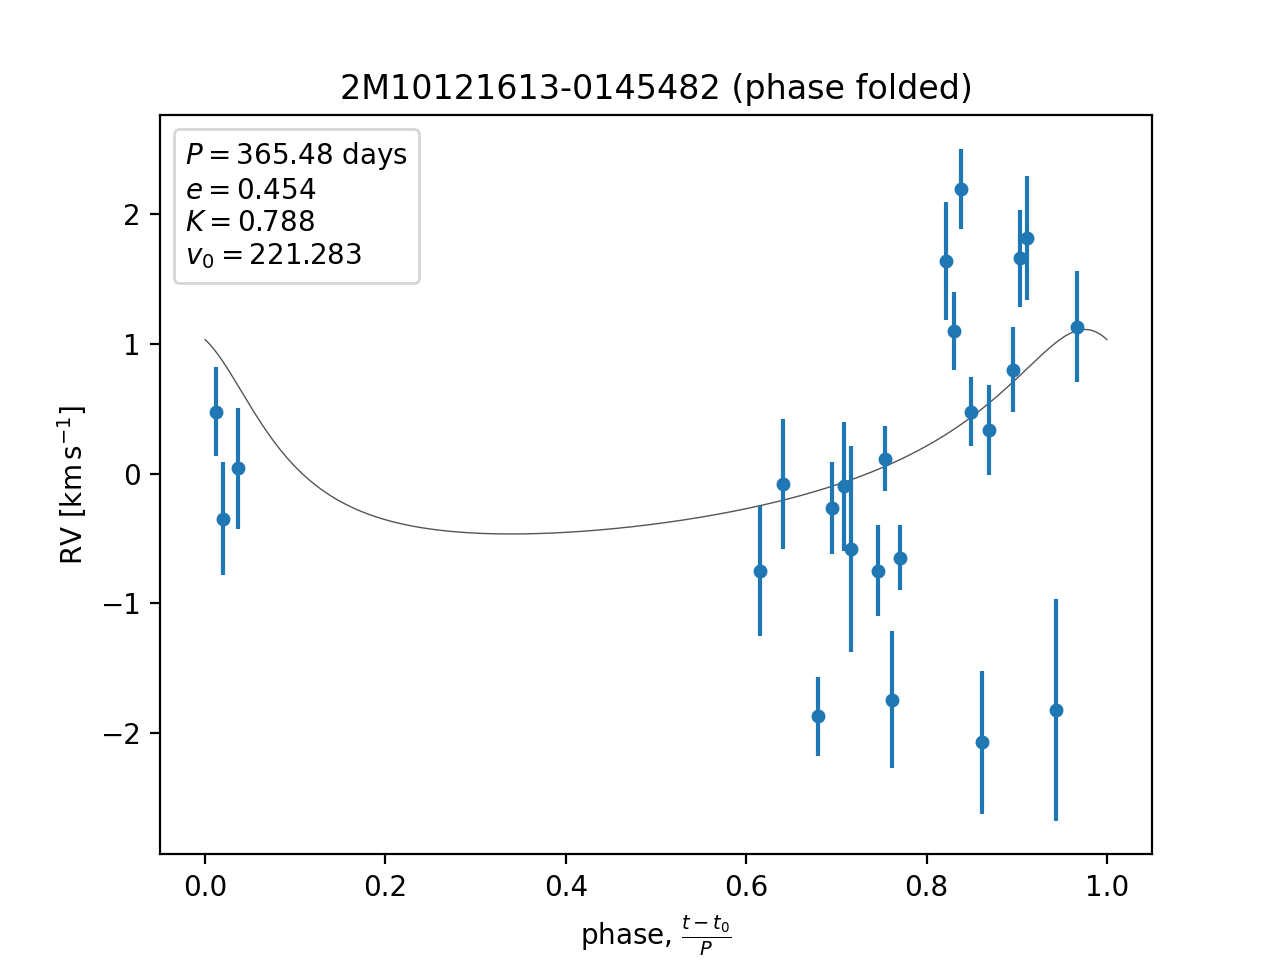 2M10121613-0145482 (phase folded)
P = 365.48 days
e = 0.454
K = 0.788
v₀ = 221.283
2
1
0
−1
−2
RV [km s⁻¹]
0.0 0.2 0.4 0.6 0.8 1.0
phase, (t − t₀)/P